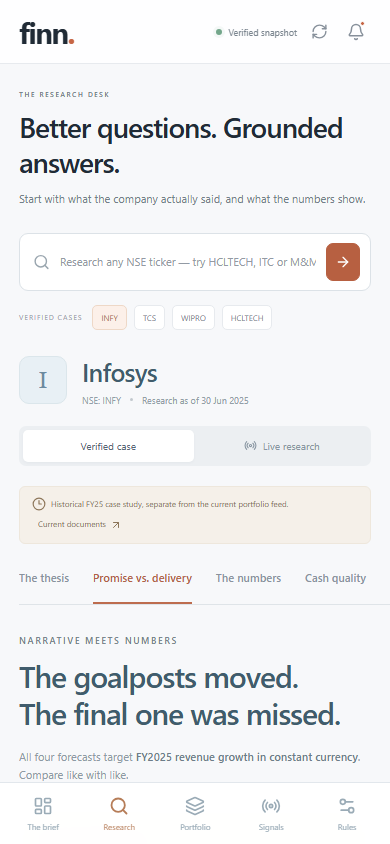 finn.
Verified snapshot
THE RESEARCH DESK
Better questions. Grounded
answers.
Start with what the company actually said, and what the numbers show.
Research any NSE ticker — try HCLTECH, ITC or M&M
VERIFIED CASES INFY TCS WIPRO HCLTECH
I
Infosys
NSE: INFY • Research as of 30 Jun 2025
Verified case Live research
Historical FY25 case study, separate from the current portfolio feed.
Current documents
The thesis Promise vs. delivery The numbers Cash quality
NARRATIVE MEETS NUMBERS
The goalposts moved.
The final one was missed.
All four forecasts target FY2025 revenue growth in constant currency.
Compare like with like.
The brief Research Portfolio Signals Rules